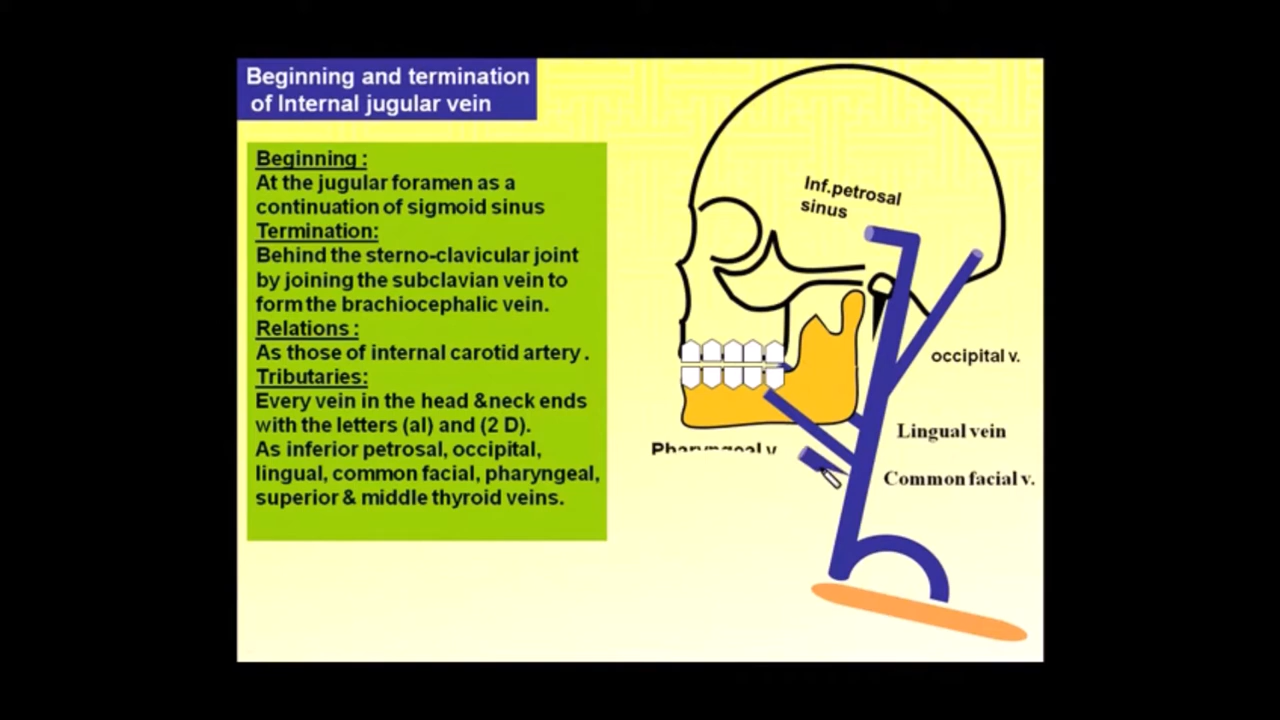 Beginning and termination
of Internal jugular vein
Beginning :
At the jugular foramen as a
continuation of sigmoid sinus
Termination:
Behind the sterno-clavicular joint
by joining the subclavian vein to
form the brachiocephalic vein.
Relations :
As those of internal carotid artery .
Tributaries:
Every vein in the head &neck ends
with the letters (al) and (2 D).
As inferior petrosal, occipital,
lingual, common facial, pharyngeal,
superior & middle thyroid veins.
Inf.petrosal
sinus
occipital v.
Lingual vein
Pharyngeal v
Common facial v.